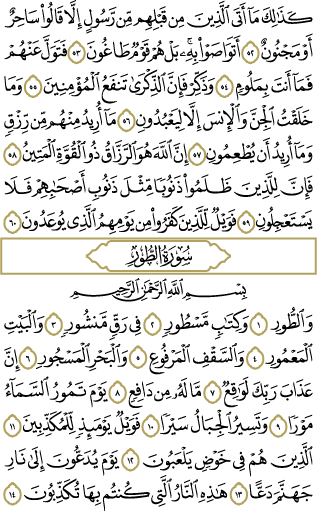 كَذَٰلِكَ مَآ أَتَى ٱلَّذِينَ مِن قَبۡلِهِم مِّن رَّسُولٍ إِلَّا قَالُواْ سَاحِرٌ
أَوۡ مَجۡنُونٌ ٥٢ أَتَوَاصَوۡاْ بِهِۦۚ بَلۡ هُمۡ قَوۡمٞ طَاغُونَ ٥٣ فَتَوَلَّ عَنۡهُمۡ
فَمَآ أَنتَ بِمَلُومٖ ٥٤ وَذَكِّرۡ فَإِنَّ ٱلذِّكۡرَىٰ تَنفَعُ ٱلۡمُؤۡمِنِينَ ٥٥ وَمَا
خَلَقۡتُ ٱلۡجِنَّ وَٱلۡإِنسَ إِلَّا لِيَعۡبُدُونِ ٥٦ مَآ أُرِيدُ مِنۡهُم مِّن رِّزۡقٖ
وَمَآ أُرِيدُ أَن يُطۡعِمُونِ ٥٧ إِنَّ ٱللَّهَ هُوَ ٱلرَّزَّاقُ ذُو ٱلۡقُوَّةِ ٱلۡمَتِينُ ٥٨
فَإِنَّ لِلَّذِينَ ظَلَمُواْ ذَنُوبٗا مِّثۡلَ ذَنُوبِ أَصۡحَٰبِهِمۡ فَلَا
يَسۡتَعۡجِلُونِ ٥٩ فَوَيۡلٞ لِّلَّذِينَ كَفَرُواْ مِن يَوۡمِهِمُ ٱلَّذِي يُوعَدُونَ ٦٠
سُورَةُ الطُّورِ
بِسۡمِ ٱللَّهِ ٱلرَّحۡمَٰنِ ٱلرَّحِيمِ
وَٱلطُّورِ ١ وَكِتَٰبٖ مَّسۡطُورٖ ٢ فِي رَقّٖ مَّنشُورٖ ٣ وَٱلۡبَيۡتِ
ٱلۡمَعۡمُورِ ٤ وَٱلسَّقۡفِ ٱلۡمَرۡفُوعِ ٥ وَٱلۡبَحۡرِ ٱلۡمَسۡجُورِ ٦ إِنَّ
عَذَابَ رَبِّكَ لَوَٰقِعٞ ٧ مَّا لَهُۥ مِن دَافِعٖ ٨ يَوۡمَ تَمُورُ ٱلسَّمَآءُ
مَوۡرٗا ٩ وَتَسِيرُ ٱلۡجِبَالُ سَيۡرٗا ١٠ فَوَيۡلٞ يَوۡمَئِذٖ لِّلۡمُكَذِّبِينَ ١١
ٱلَّذِينَ هُمۡ فِي خَوۡضٖ يَلۡعَبُونَ ١٢ يَوۡمَ يُدَعُّونَ إِلَىٰ نَارِ
جَهَنَّمَ دَعًّا ١٣ هَٰذِهِ ٱلنَّارُ ٱلَّتِي كُنتُم بِهَا تُكَذِّبُونَ ١٤